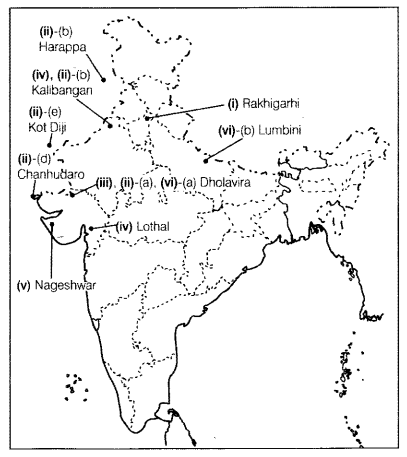 (ii)-(b)
Harappa
(iv), (ii)-(b)
Kalibangan
(i) Rakhigarhi
(ii)-(e)
Kot Diji
(vi)-(b) Lumbini
(ii)-(d)
Chanhudaro
(iii), (ii)-(a), (vi)-(a) Dholavira
(iv) Lothal
(v) Nageshwar